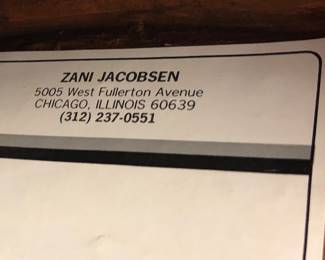 ZANI JACOBSEN
5005 West Fullerton Avenue
CHICAGO, ILLINOIS 60639
(312) 237-0551